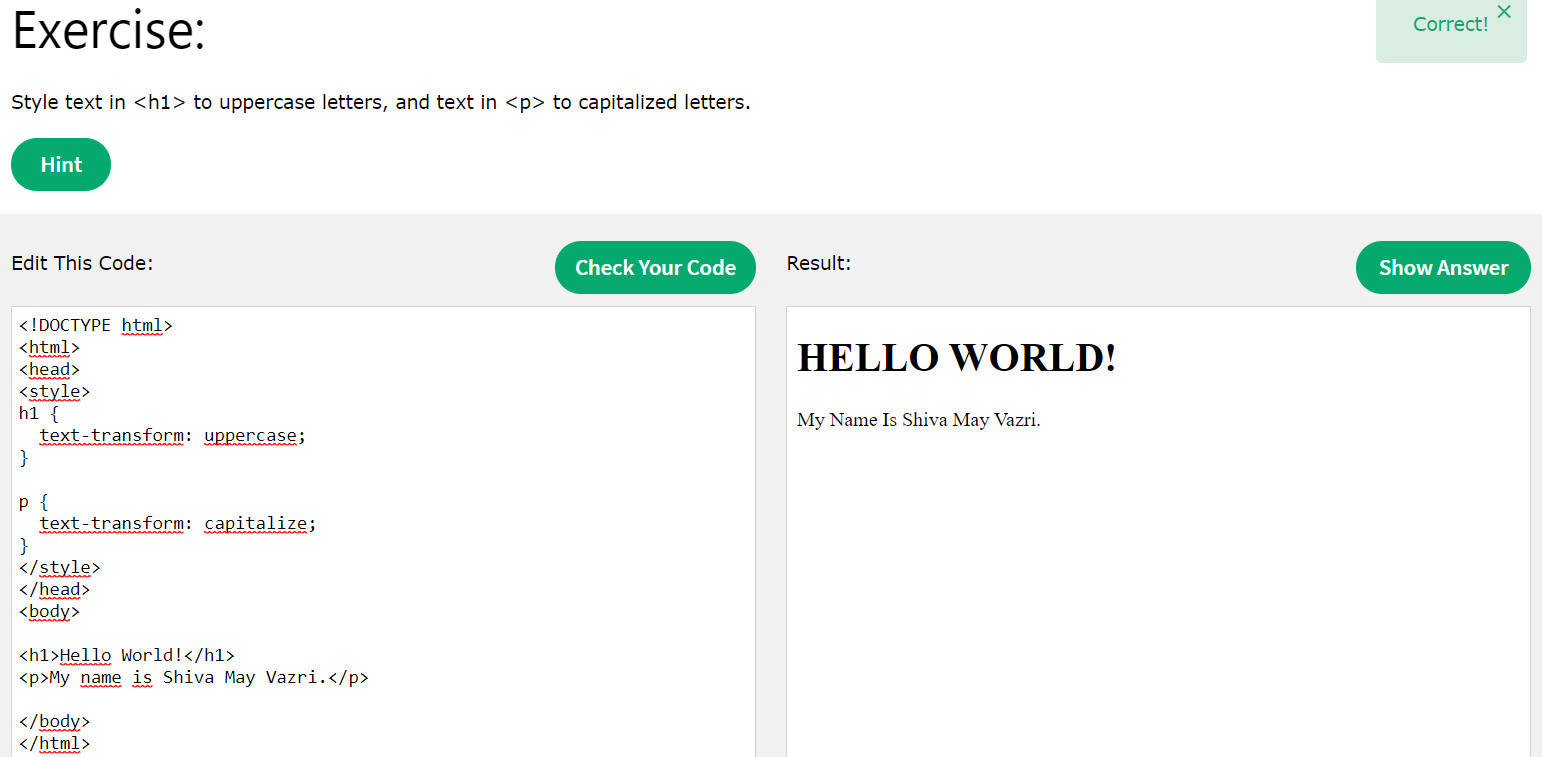 Exercise:
Correct! ×
Style text in <h1> to uppercase letters, and text in <p> to capitalized letters.
Hint
Edit This Code:
Check Your Code
<!DOCTYPE html>
<html>
<head>
<style>
h1 {
  text-transform: uppercase;
}

p {
  text-transform: capitalize;
}
</style>
</head>
<body>

<h1>Hello World!</h1>
<p>My name is Shiva May Vazri.</p>

</body>
</html>
Result:
Show Answer
HELLO WORLD!
My Name Is Shiva May Vazri.